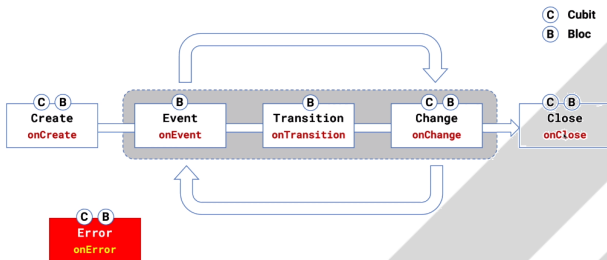 C Cubit
B Bloc
C B
Create
onCreate
B
Event
onEvent
B
Transition
onTransition
C B
Change
onChange
C B
Close
onClose
C B
Error
onError